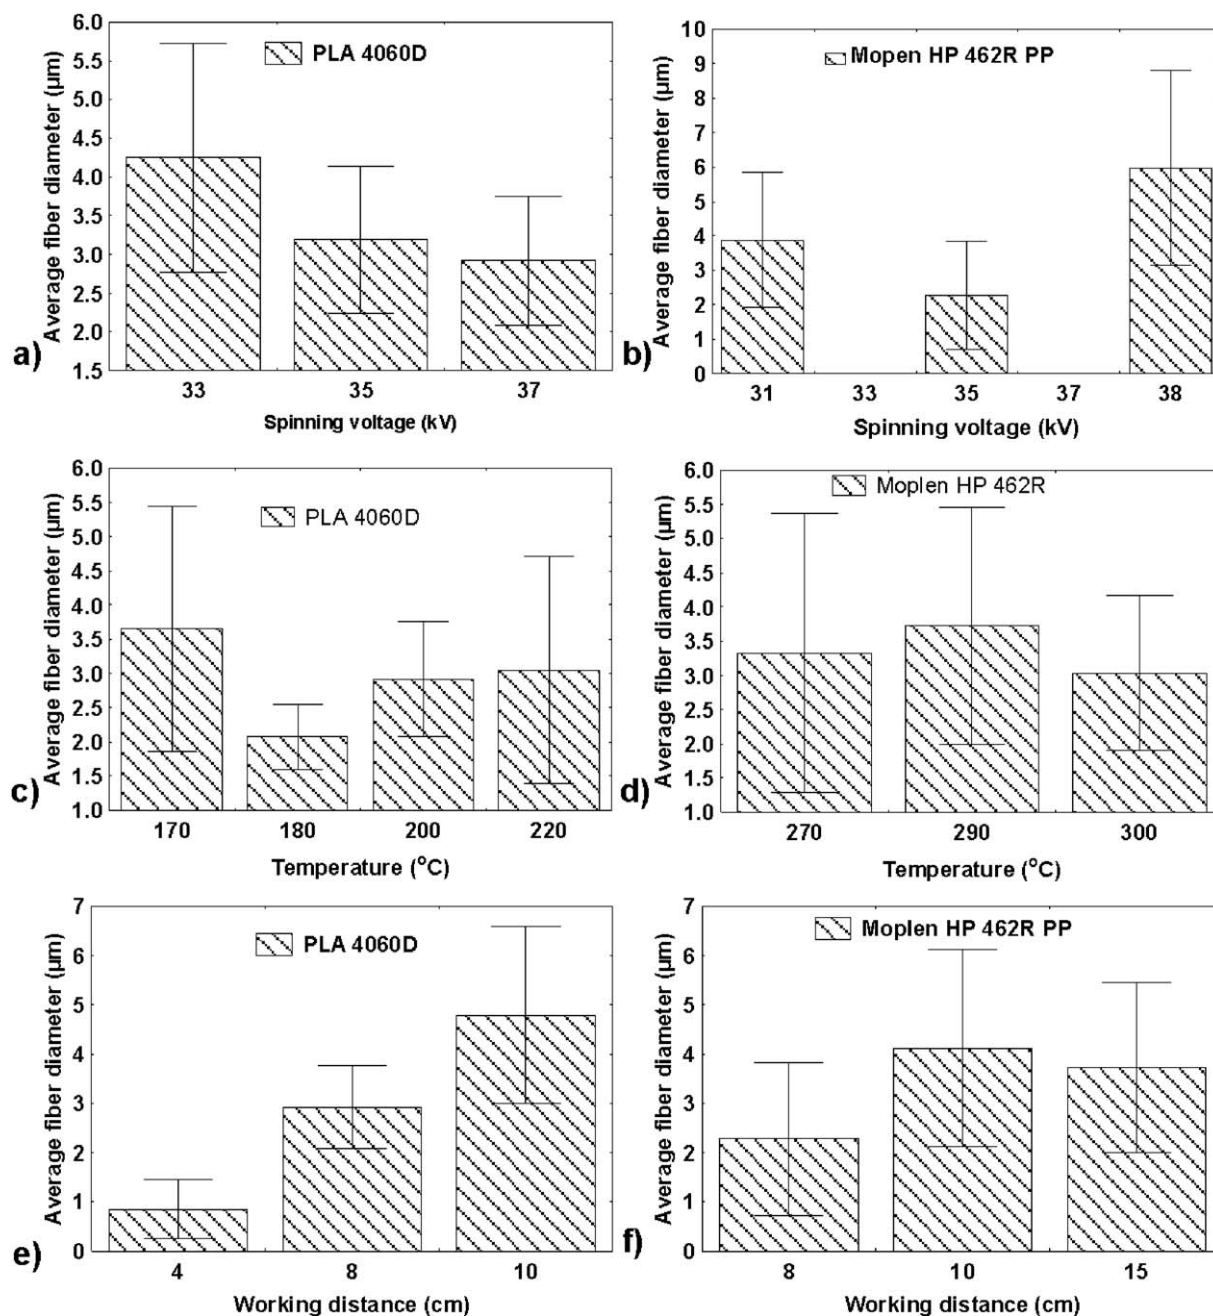 Average fiber diameter (µm)
6.0
5.5
5.0
4.5
4.0
3.5
3.0
2.5
2.0
1.5
PLA 4060D
33 35 37
Spinning voltage (kV)
a)
Average fiber diameter (µm)
10
9
8
7
6
5
4
3
2
1
0
Mopen HP 462R PP
31 33 35 37 38
Spinning voltage (kV)
b)
Average fiber diameter (µm)
6.0
5.5
5.0
4.5
4.0
3.5
3.0
2.5
2.0
1.5
1.0
PLA 4060D
170 180 200 220
Temperature (°C)
c)
Average fiber diameter (µm)
6.0
5.5
5.0
4.5
4.0
3.5
3.0
2.5
2.0
1.5
1.0
Moplen HP 462R
270 290 300
Temperature (°C)
d)
Average fiber diameter (µm)
7
6
5
4
3
2
1
0
PLA 4060D
4 8 10
Working distance (cm)
e)
Average fiber diameter (µm)
7
6
5
4
3
2
1
0
Moplen HP 462R PP
8 10 15
Working distance (cm)
f)